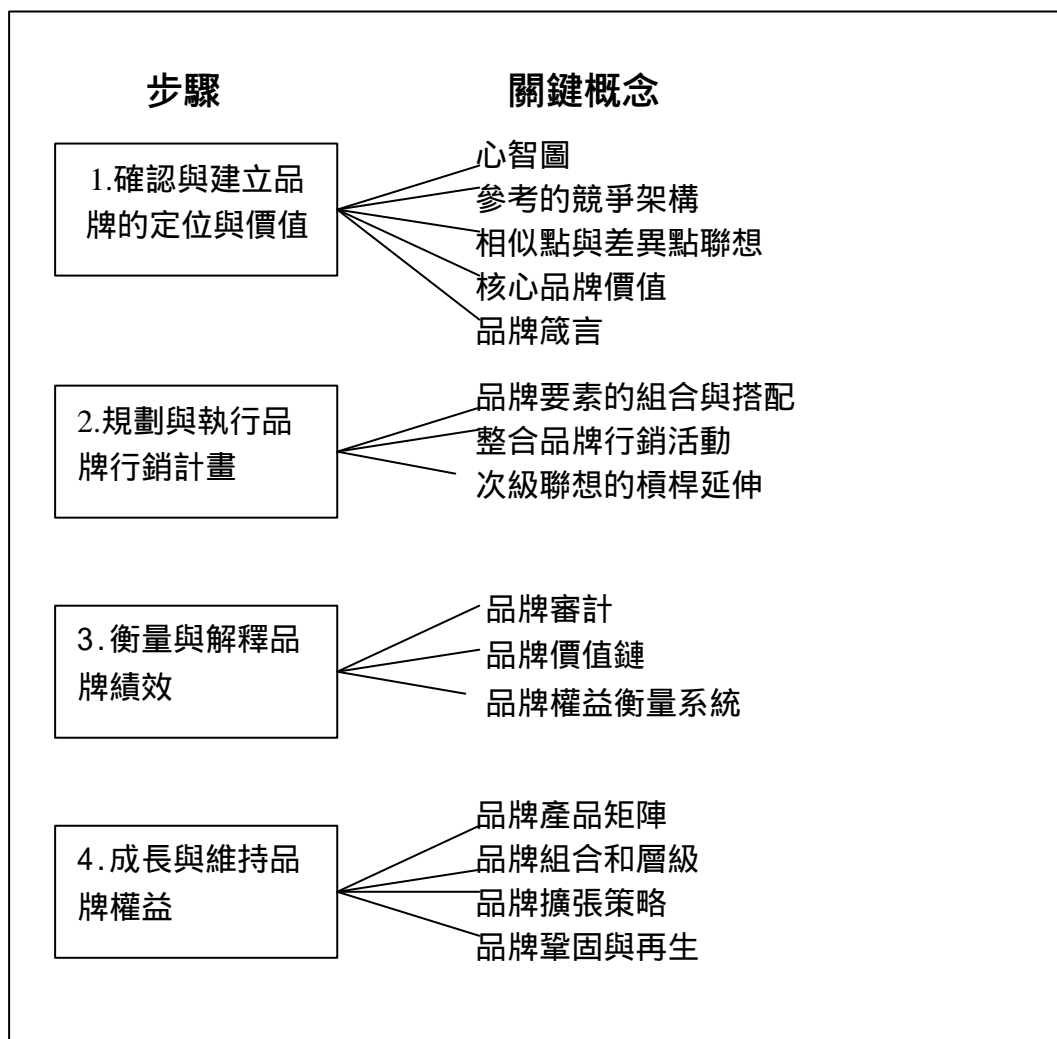 步驟 關鍵概念
1.確認與建立品
牌的定位與價值
心智圖
參考的競爭架構
相似點與差異點聯想
核心品牌價值
品牌箴言
2.規劃與執行品
牌行銷計畫
品牌要素的組合與搭配
整合品牌行銷活動
次級聯想的槓桿延伸
3.衡量與解釋品
牌績效
品牌審計
品牌價值鏈
品牌權益衡量系統
4.成長與維持品
牌權益
品牌產品矩陣
品牌組合和層級
品牌擴張策略
品牌鞏固與再生